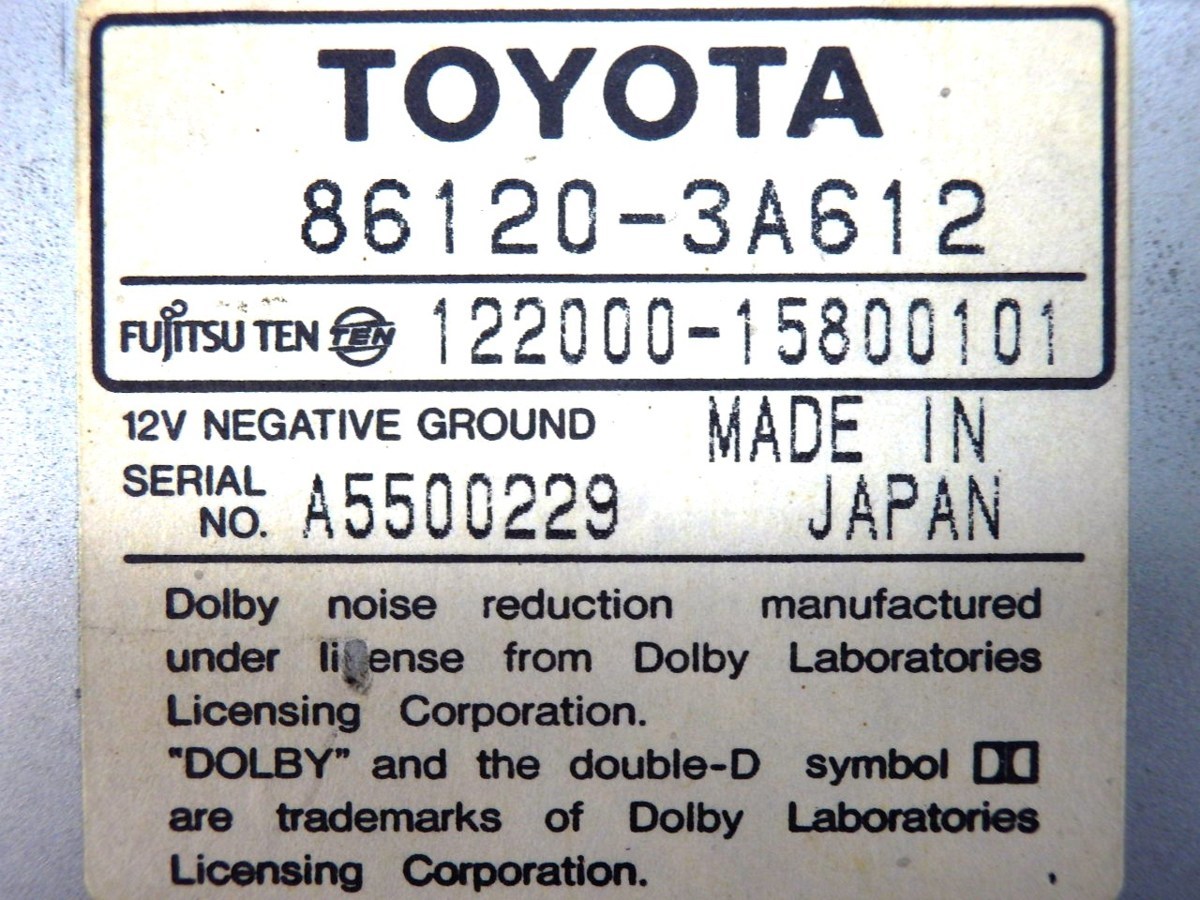 TOYOTA
86120-3A612
FUJITSU TEN TEN 122000-15800101
12V NEGATIVE GROUND MADE IN
SERIAL
NO. A5500229 JAPAN
Dolby noise reduction manufactured
under license from Dolby Laboratories
Licensing Corporation.
"DOLBY" and the double-D symbol
are trademarks of Dolby Laboratories
Licensing Corporation.